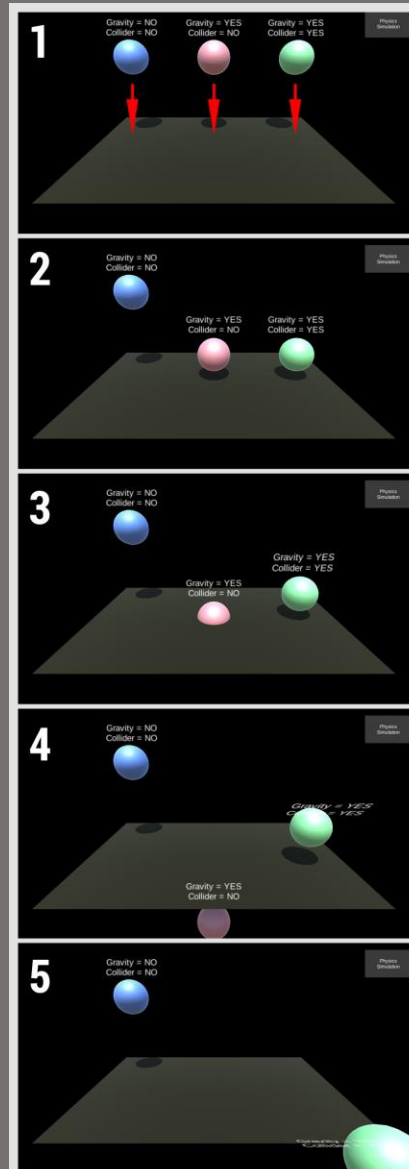 1
Gravity = NO
Collider = NO
Gravity = YES
Collider = NO
Gravity = YES
Collider = YES
Physics
Simulation
2
Gravity = NO
Collider = NO
Gravity = YES
Collider = NO
Gravity = YES
Collider = YES
Physics
Simulation
3
Gravity = NO
Collider = NO
Gravity = YES
Collider = NO
Gravity = YES
Collider = YES
Physics
Simulation
4
Gravity = NO
Collider = NO
Gravity = YES
= YES
Gravity = YES
Collider = NO
Physics
Simulation
5
Gravity = NO
Collider = NO
Physics
Simulation